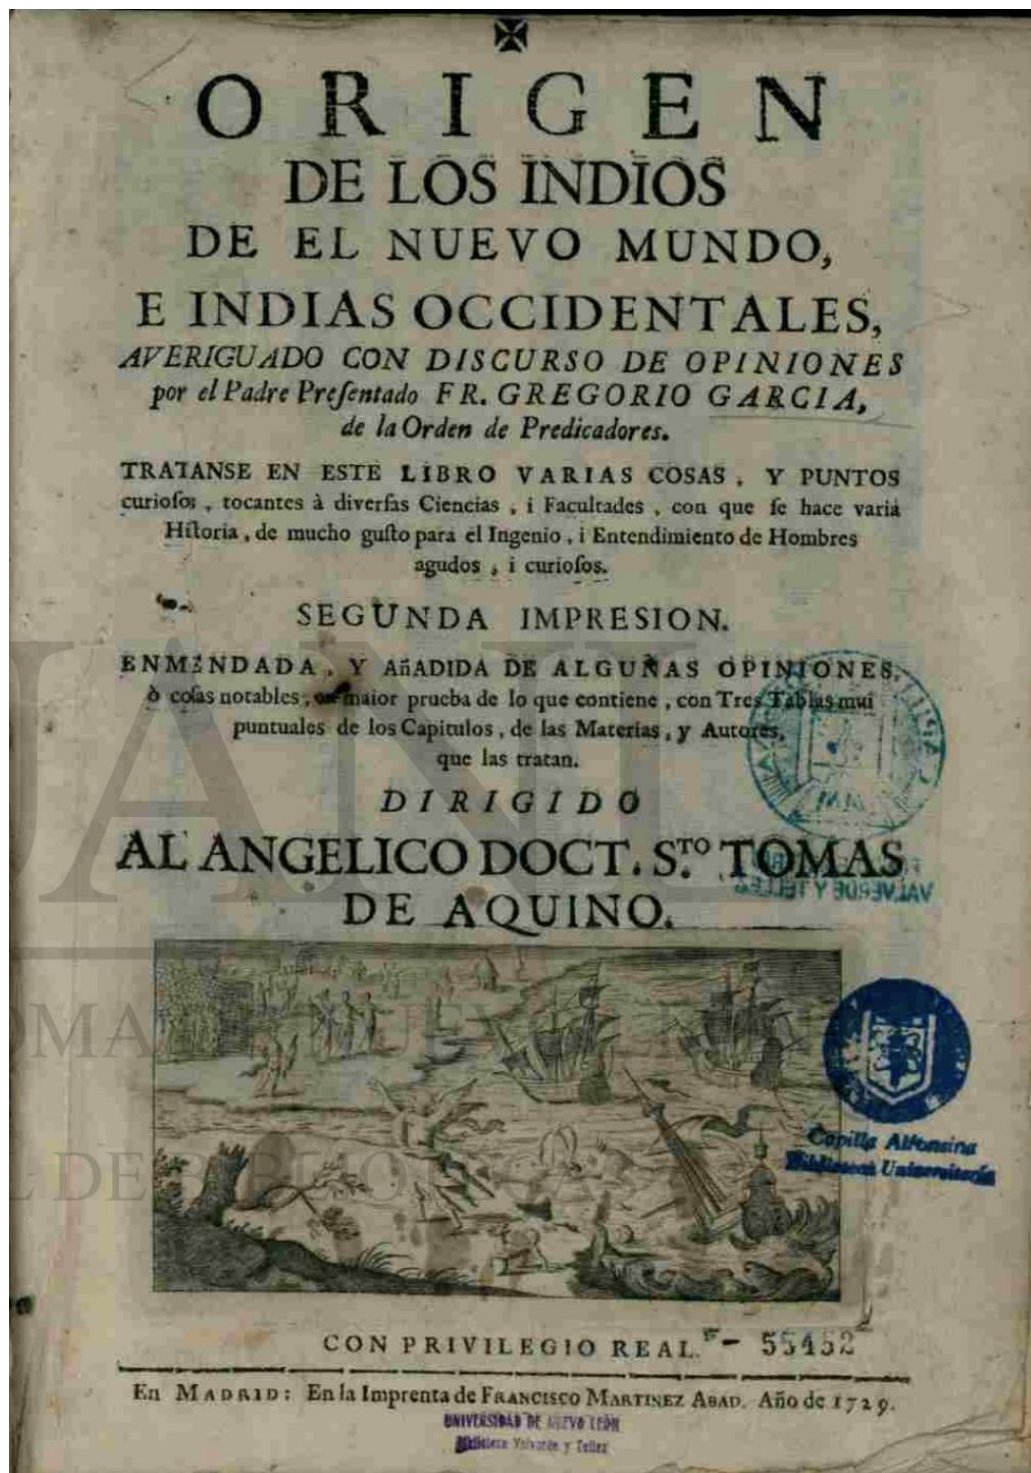 ORIGEN
DE LOS INDIOS
DE EL NUEVO MUNDO,
E INDIAS OCCIDENTALES,
AVERIGUADO CON DISCURSO DE OPINIONES
por el Padre Preſentado FR. GREGORIO GARCIA,
de la Orden de Predicadores.
TRATANSE EN ESTE LIBRO VARIAS COSAS, Y PUNTOS
curioſos, tocantes à diverſas Ciencias, i Facultades, con que ſe hace varia
Hiſtoria, de mucho guſto para el Ingenio, i Entendimiento de Hombres
agudos, i curioſos.
SEGUNDA IMPRESION.
ENMENDADA, Y AñADIDA DE ALGUNAS OPINIONES,
ò coſas notables, maior prueba de lo que contiene, con Tres Tablas mui
puntuales de los Capitulos, de las Materias, y Autores,
que las tratan.
DIRIGIDO
AL ANGELICO DOCT. S.TO TOMAS
DE AQUINO.
VALVERDE Y TELLEZ
Capilla Alfonsina
Biblioteca Universitaria
CON PRIVILEGIO REAL. 55452
En MADRID: En la Imprenta de FRANCISCO MARTINEZ ABAD. Año de 1729.
UNIVERSIDAD DE NUEVO LEÓN
Biblioteca Valverde y Tellez
UANL